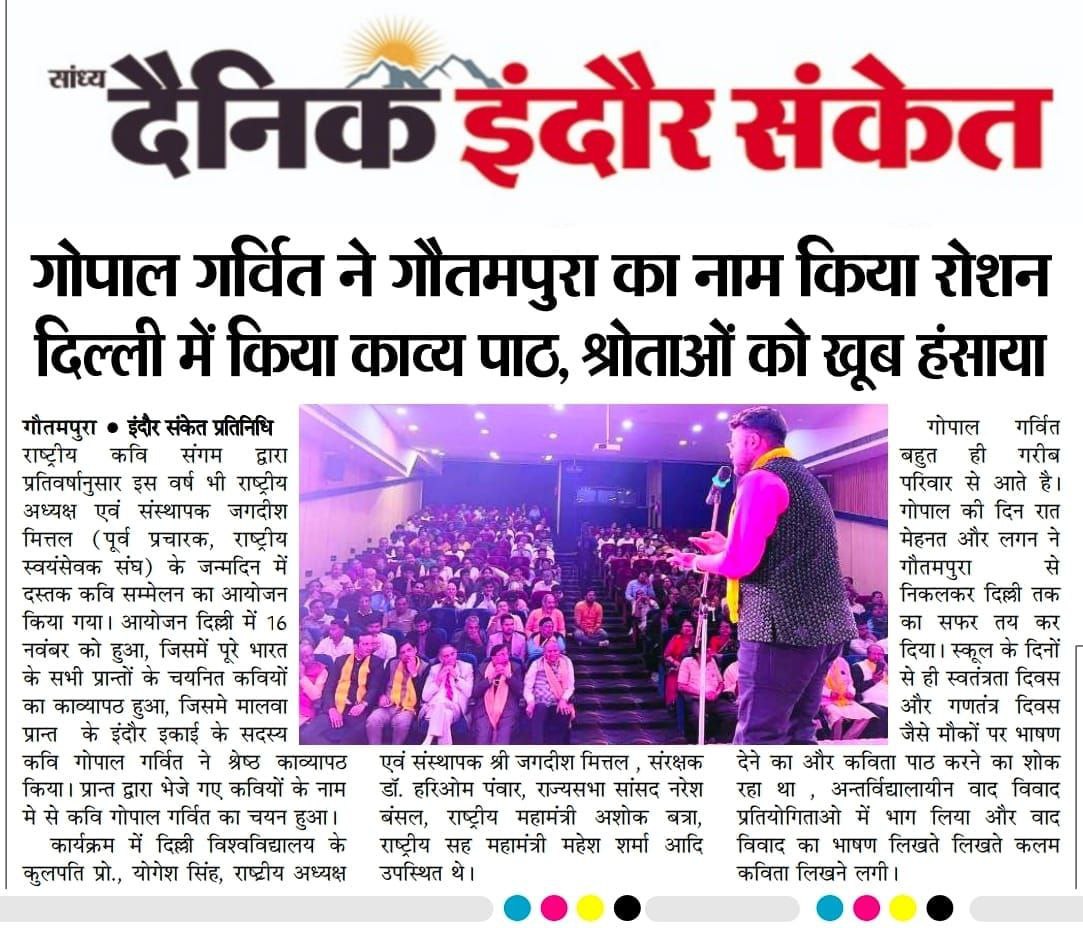 सांध्य
दैनिक इंदौर संकेत
गोपाल गर्वित ने गौतमपुरा का नाम किया रोशन
दिल्ली में किया काव्य पाठ, श्रोताओं को खूब हंसाया
गौतमपुरा ● इंदौर संकेत प्रतिनिधि
राष्ट्रीय कवि संगम द्वारा
प्रतिवर्षानुसार इस वर्ष भी राष्ट्रीय
अध्यक्ष एवं संस्थापक जगदीश
मित्तल (पूर्व प्रचारक, राष्ट्रीय
स्वयंसेवक संघ) के जन्मदिन में
दस्तक कवि सम्मेलन का आयोजन
किया गया। आयोजन दिल्ली में 16
नवंबर को हुआ, जिसमें पूरे भारत
के सभी प्रान्तों के चयनित कवियों
का काव्यापठ हुआ, जिसमे मालवा
प्रान्त के इंदौर इकाई के सदस्य
कवि गोपाल गर्वित ने श्रेष्ठ काव्यापठ
किया। प्रान्त द्वारा भेजे गए कवियों के नाम
मे से कवि गोपाल गर्वित का चयन हुआ।
कार्यक्रम में दिल्ली विश्वविद्यालय के
कुलपति प्रो., योगेश सिंह, राष्ट्रीय अध्यक्ष
एवं संस्थापक श्री जगदीश मित्तल , संरक्षक
डॉ. हरिओम पंवार, राज्यसभा सांसद नरेश
बंसल, राष्ट्रीय महामंत्री अशोक बत्रा,
राष्ट्रीय सह महामंत्री महेश शर्मा आदि
उपस्थित थे।
गोपाल गर्वित
बहुत ही गरीब
परिवार से आते है।
गोपाल की दिन रात
मेहनत और लगन ने
गौतमपुरा से
निकलकर दिल्ली तक
का सफर तय कर
दिया। स्कूल के दिनों
से ही स्वतंत्रता दिवस
और गणतंत्र दिवस
जैसे मौकों पर भाषण
देने का और कविता पाठ करने का शोक
रहा था , अन्तर्विद्यालायीन वाद विवाद
प्रतियोगिताओ में भाग लिया और वाद
विवाद का भाषण लिखते लिखते कलम
कविता लिखने लगी।